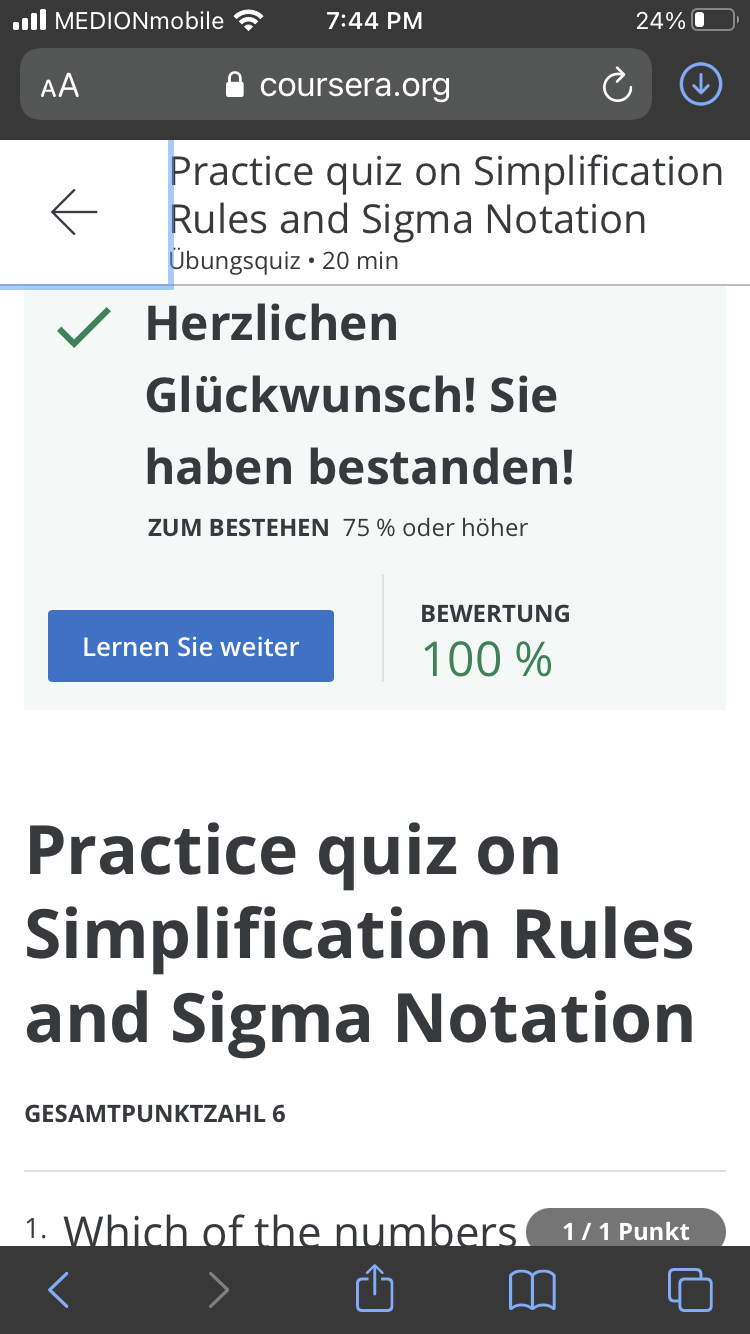 MEDIONmobile 7:44 PM 24%
AA coursera.org
Practice quiz on Simplification
Rules and Sigma Notation
Übungsquiz • 20 min
Herzlichen
Glückwunsch! Sie
haben bestanden!
ZUM BESTEHEN 75 % oder höher
Lernen Sie weiter
BEWERTUNG
100 %
Practice quiz on
Simplification Rules
and Sigma Notation
GESAMTPUNKTZAHL 6
1. Which of the numbers 1 / 1 Punkt